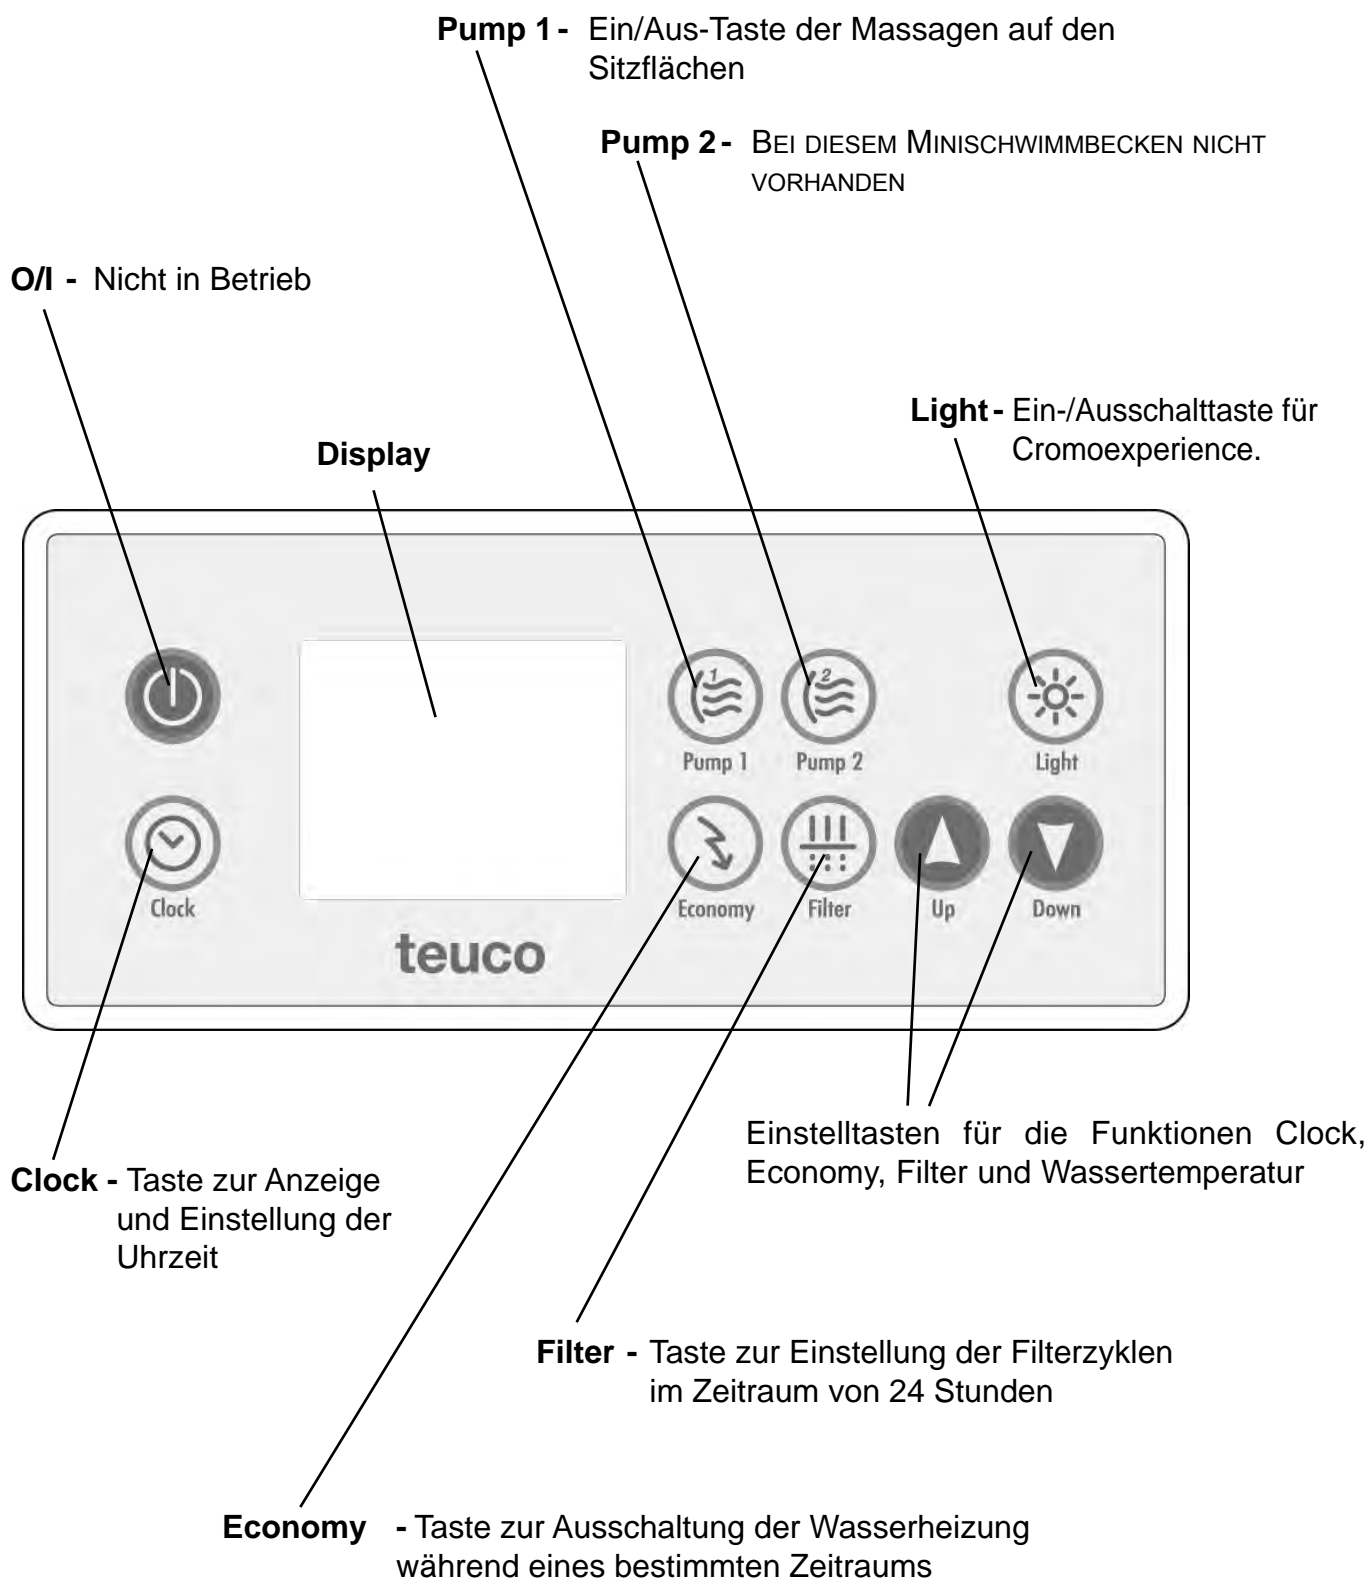 Pump 1 - Ein/Aus-Taste der Massagen auf den
Sitzflächen
Pump 2 - BEI DIESEM MINISCHWIMMBECKEN NICHT
VORHANDEN
O/I - Nicht in Betrieb
Light - Ein-/Ausschalttaste für
Cromoexperience.
Display
1
2
Pump 1
Pump 2
Light
Clock
Economy
Filter
Up
Down
teuco
Einstelltasten für die Funktionen Clock,
Economy, Filter und Wassertemperatur
Clock - Taste zur Anzeige
und Einstellung der
Uhrzeit
Filter - Taste zur Einstellung der Filterzyklen
im Zeitraum von 24 Stunden
Economy - Taste zur Ausschaltung der Wasserheizung
während eines bestimmten Zeitraums